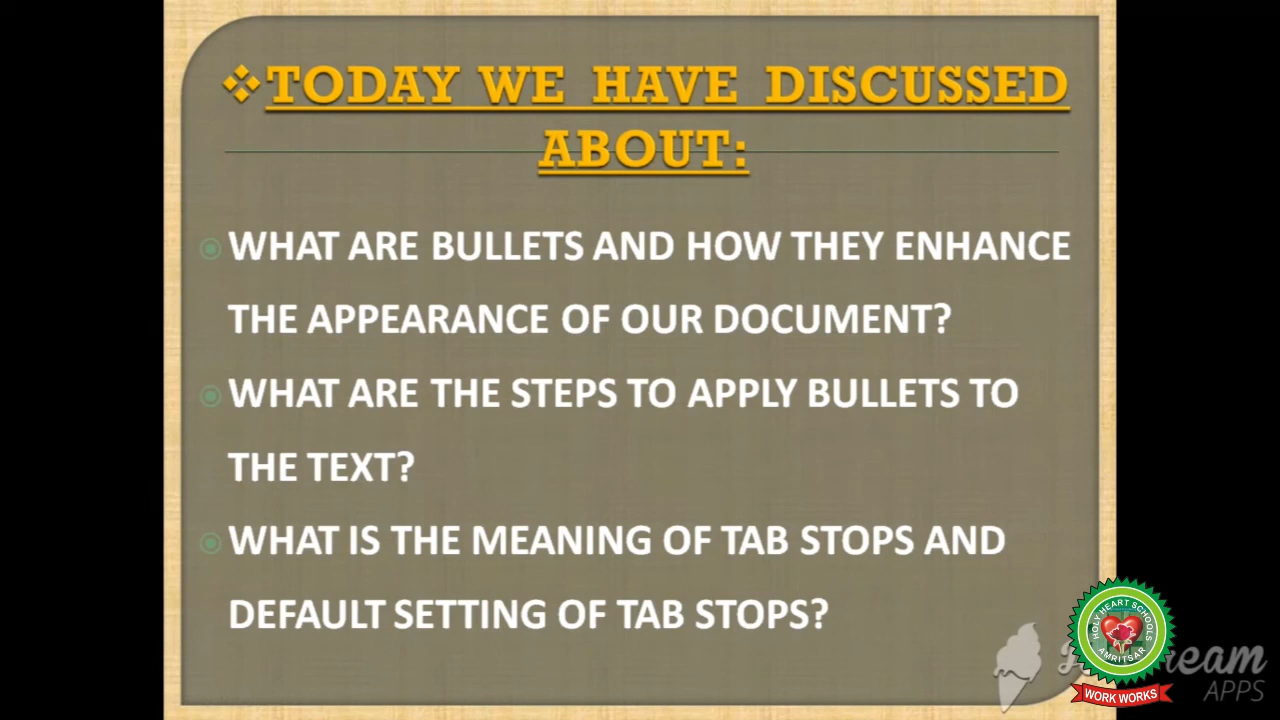 ❖TODAY WE HAVE DISCUSSED
ABOUT:
WHAT ARE BULLETS AND HOW THEY ENHANCE
THE APPEARANCE OF OUR DOCUMENT?
WHAT ARE THE STEPS TO APPLY BULLETS TO
THE TEXT?
WHAT IS THE MEANING OF TAB STOPS AND
DEFAULT SETTING OF TAB STOPS?
HOLY HEART SCHOOLS
AMRITSAR
WORK WORKS
APPS